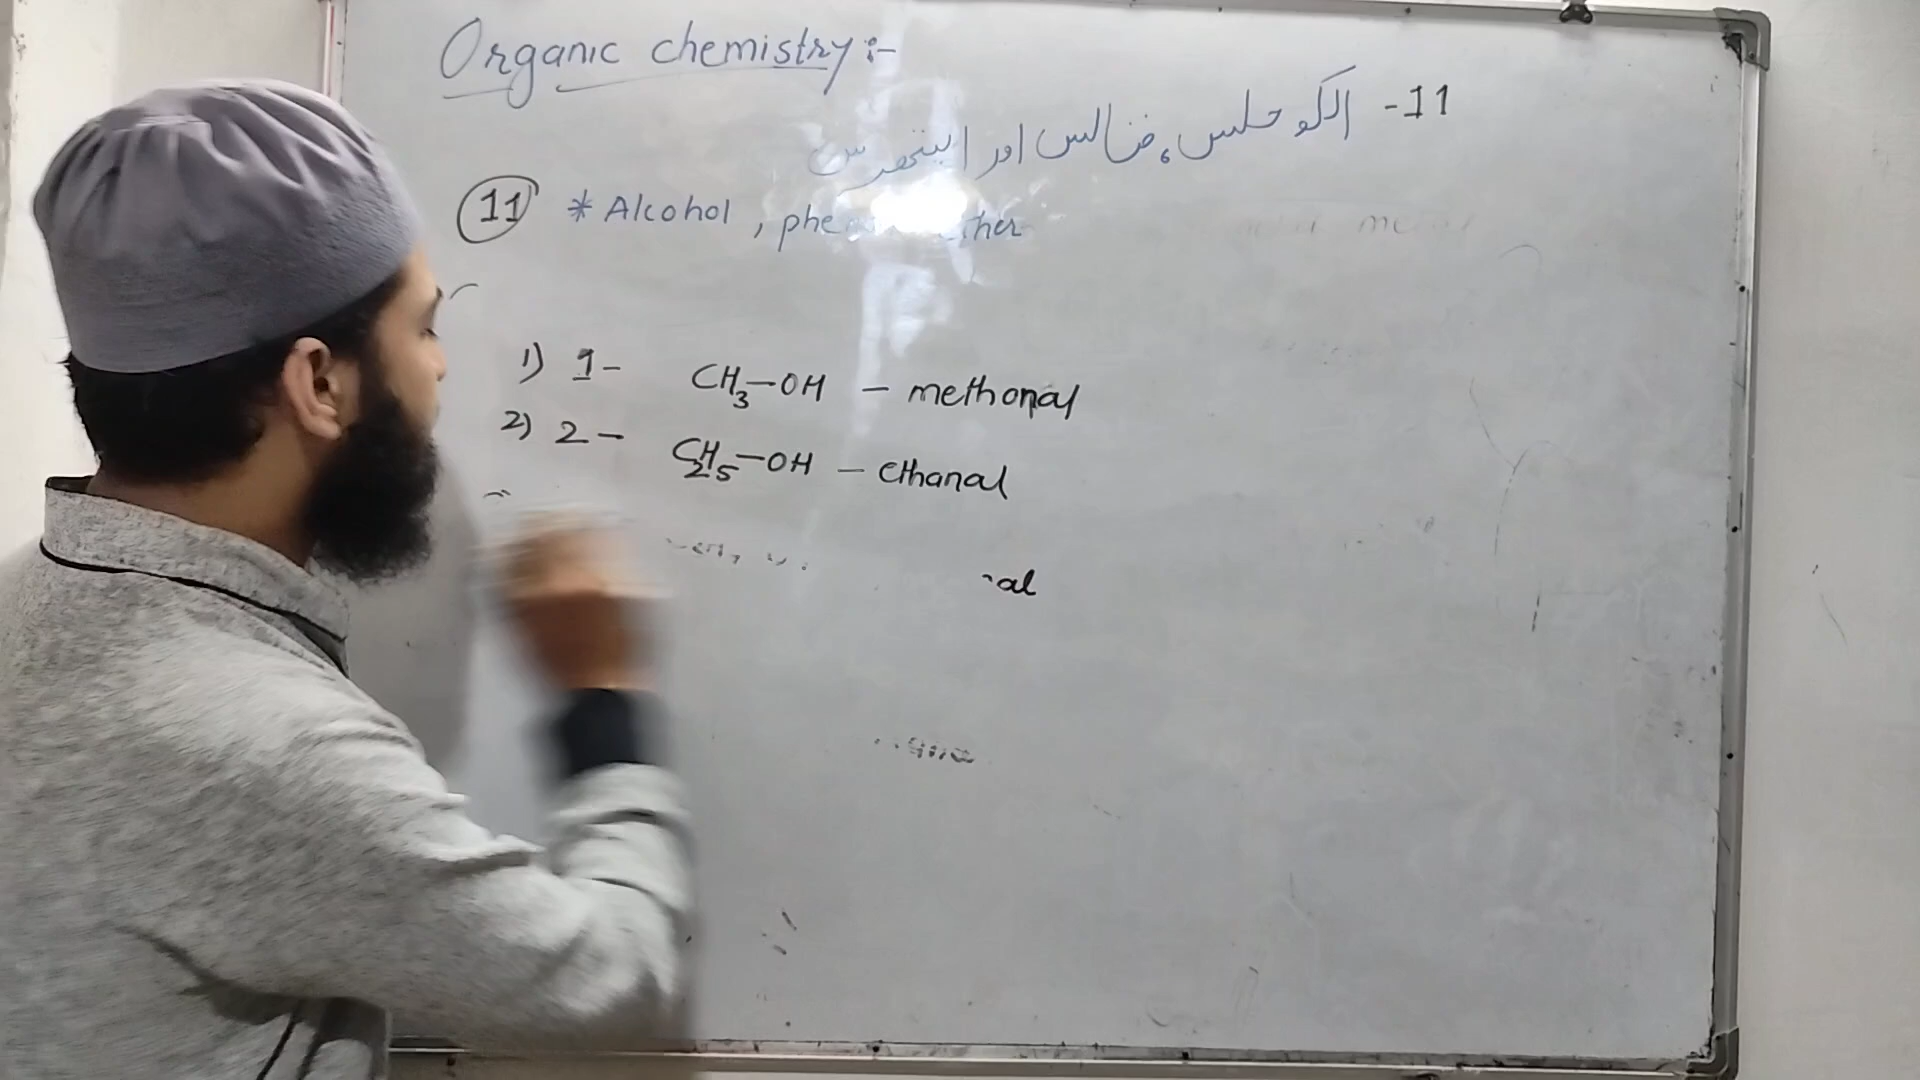 Organic chemistry :-
11- الکوحلس، فنالس اور ایتھرس
11 * Alcohol, ther
1) 1- CH3-OH - methonal
2) 2- C2H5-OH - Ethanal
al